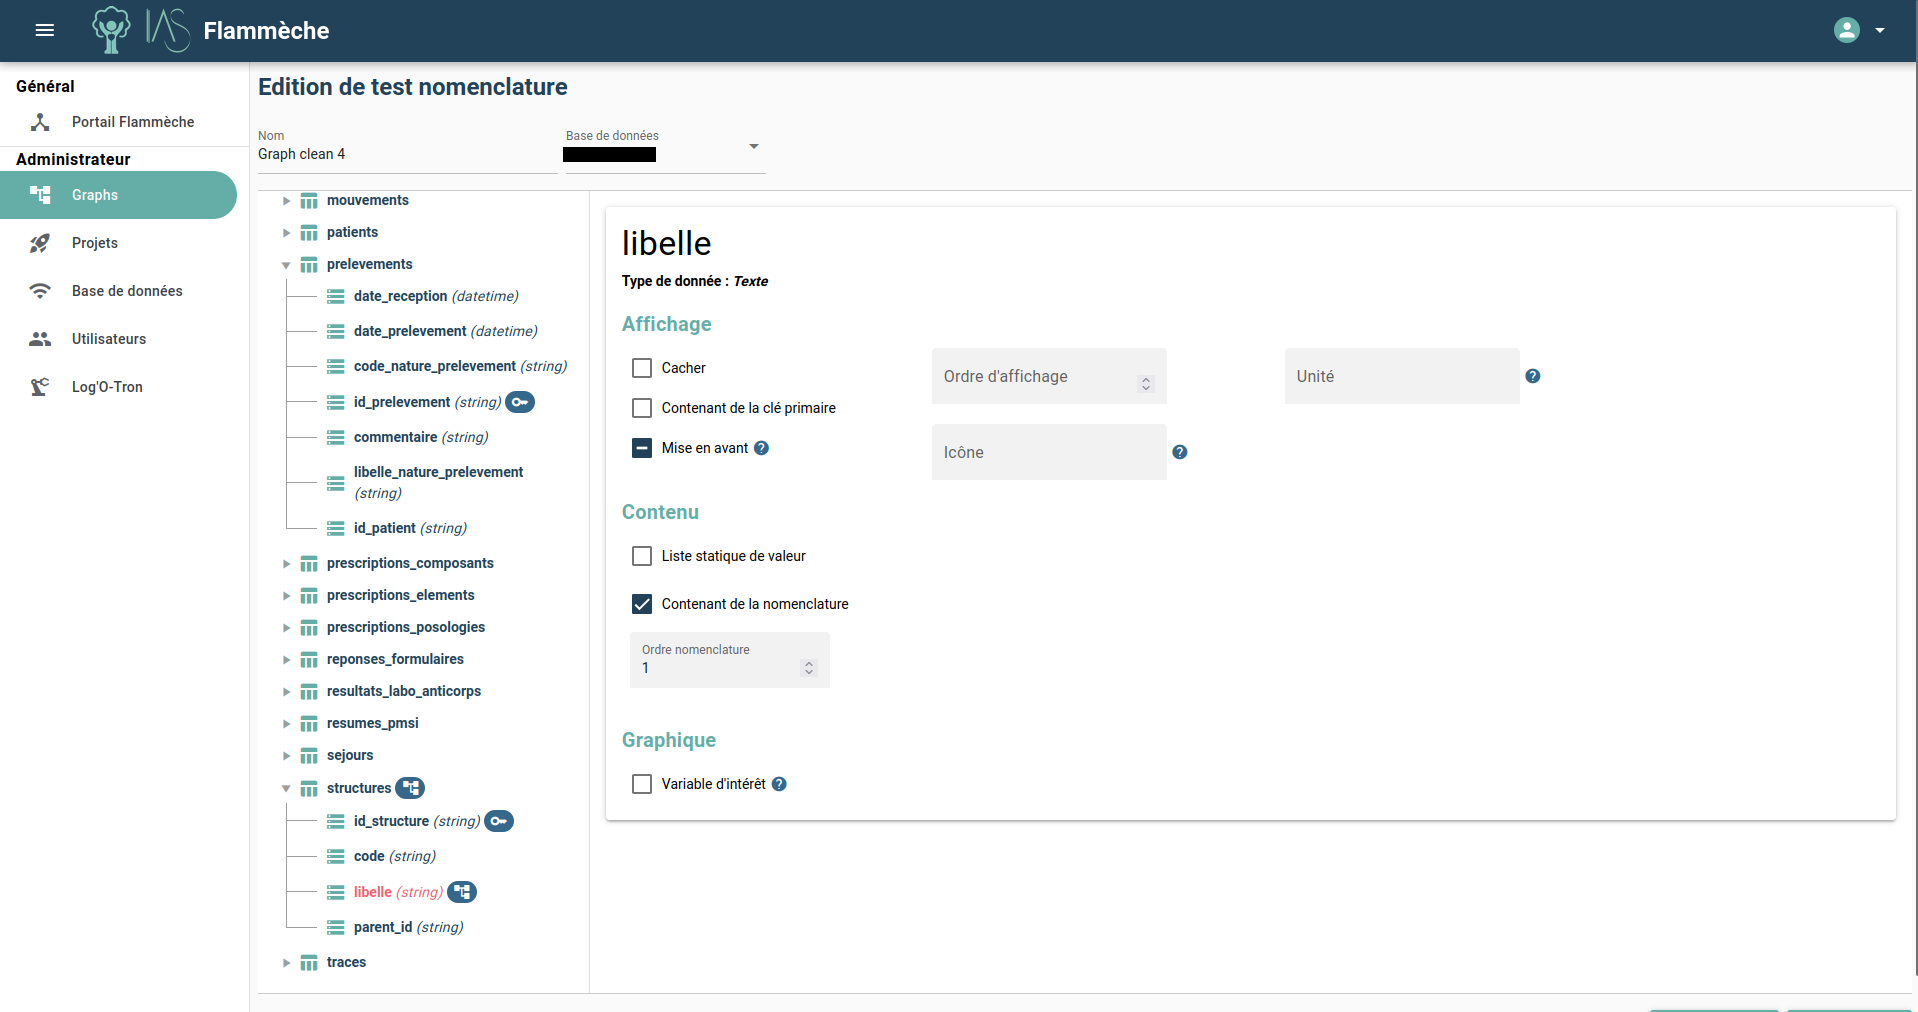 IAS Flammèche
Général
Portail Flammèche
Administrateur
Graphs
Projets
Base de données
Utilisateurs
Log'O-Tron
Edition de test nomenclature
Nom
Graph clean 4
Base de données
mouvements
patients
prelevements
date_reception (datetime)
date_prelevement (datetime)
code_nature_prelevement (string)
id_prelevement (string)
commentaire (string)
libelle_nature_prelevement
(string)
id_patient (string)
prescriptions_composants
prescriptions_elements
prescriptions_posologies
reponses_formulaires
resultats_labo_anticorps
resumes_pmsi
sejours
structures
id_structure (string)
code (string)
libelle (string)
parent_id (string)
traces
libelle
Type de donnée : Texte
Affichage
Cacher
Contenant de la clé primaire
Mise en avant ?
Ordre d'affichage
Icône ?
Unité ?
Contenu
Liste statique de valeur
Contenant de la nomenclature
Ordre nomenclature
1
Graphique
Variable d'intérêt ?